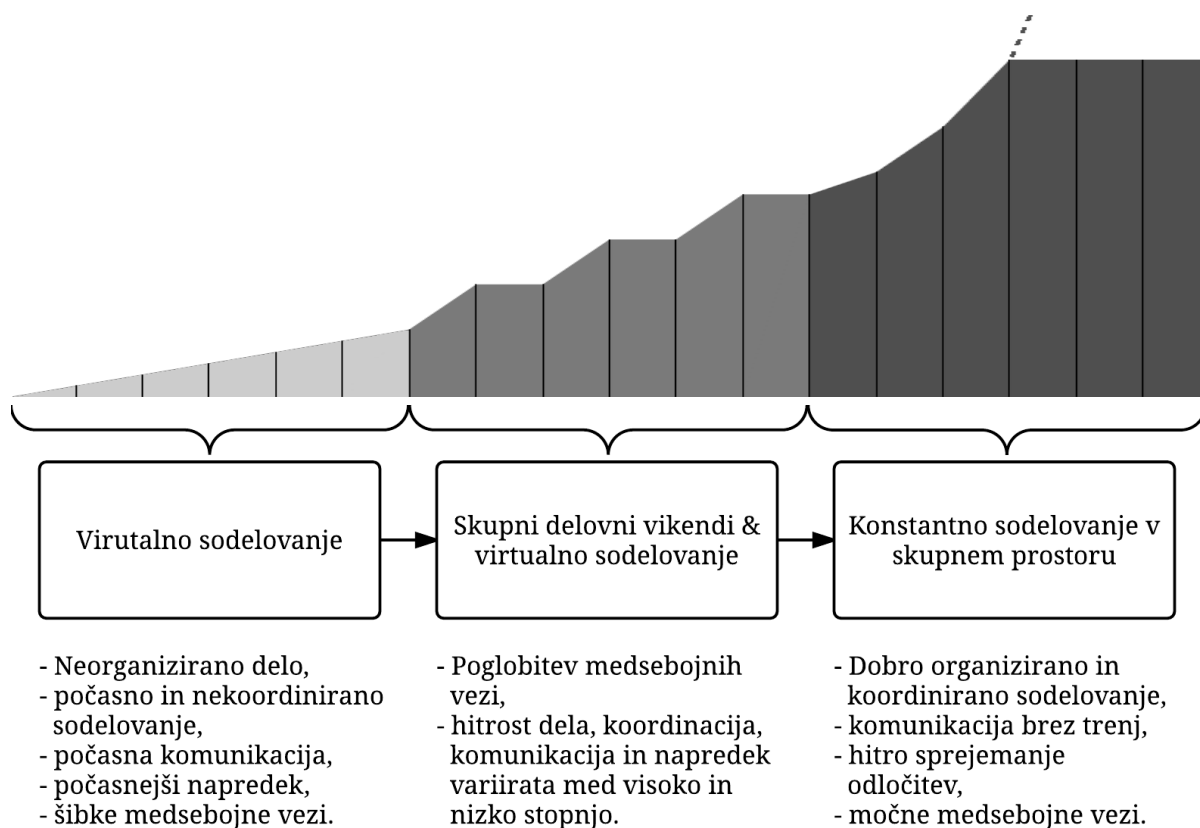 Virutalno sodelovanje
Skupni delovni vikendi &
virtualno sodelovanje
Konstantno sodelovanje v
skupnem prostoru
- Neorganizirano delo,
- počasno in nekoordinirano
sodelovanje,
- počasna komunikacija,
- počasnejši napredek,
- šibke medsebojne vezi.
- Poglobitev medsebojnih
vezi,
- hitrost dela, koordinacija,
komunikacija in napredek
variirata med visoko in
nizko stopnjo.
- Dobro organizirano in
koordinirano sodelovanje,
- komunikacija brez trenj,
- hitro sprejemanje
odločitev,
- močne medsebojne vezi.